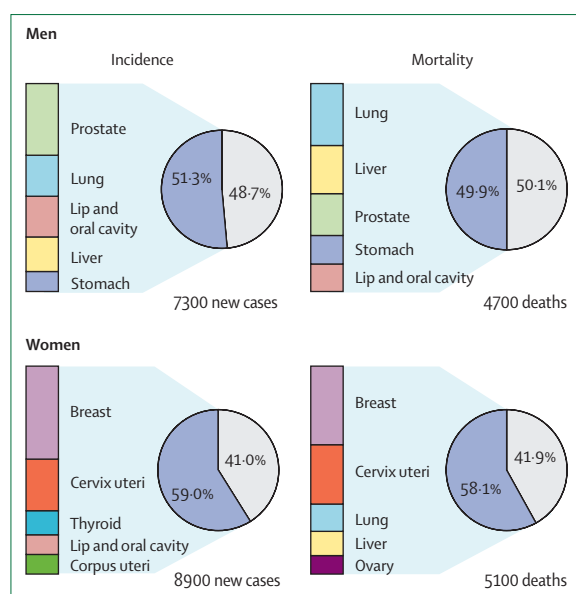 Men
Incidence
Mortality
Prostate
Lung
Lip and
oral cavity
Liver
Stomach
51·3%
48·7%
7300 new cases
Lung
Liver
Prostate
Stomach
Lip and oral cavity
49·9%
50·1%
4700 deaths
Women
Breast
Cervix uteri
Thyroid
Lip and oral cavity
Corpus uteri
41·0%
59·0%
8900 new cases
Breast
Cervix uteri
Lung
Liver
Ovary
41·9%
58·1%
5100 deaths